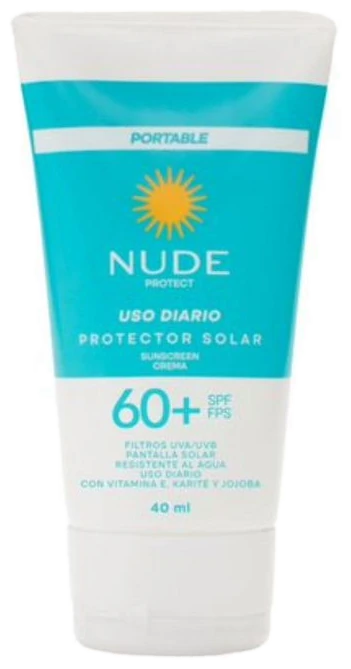 PORTABLE
NUDE
PROTECT
USO DIARIO
PROTECTOR SOLAR
SUNSCREEN
CREMA
60+ SPF
FPS
FILTROS UVA/UVB
PANTALLA SOLAR
RESISTENTE AL AGUA
USO DIARIO
CON VITAMINA E, KARITE Y JOJOBA
40 ml